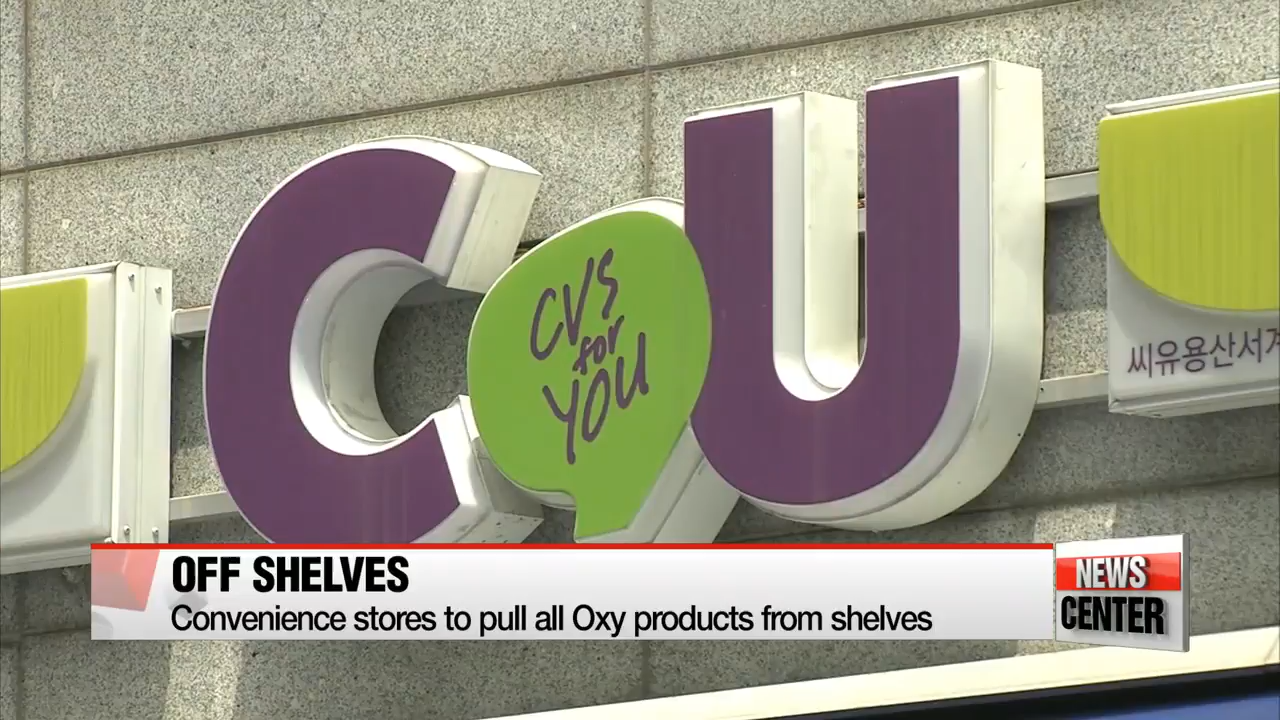 CU
CVS
for
YOU
씨유용산서
OFF SHELVES
Convenience stores to pull all Oxy products from shelves
NEWS
CENTER